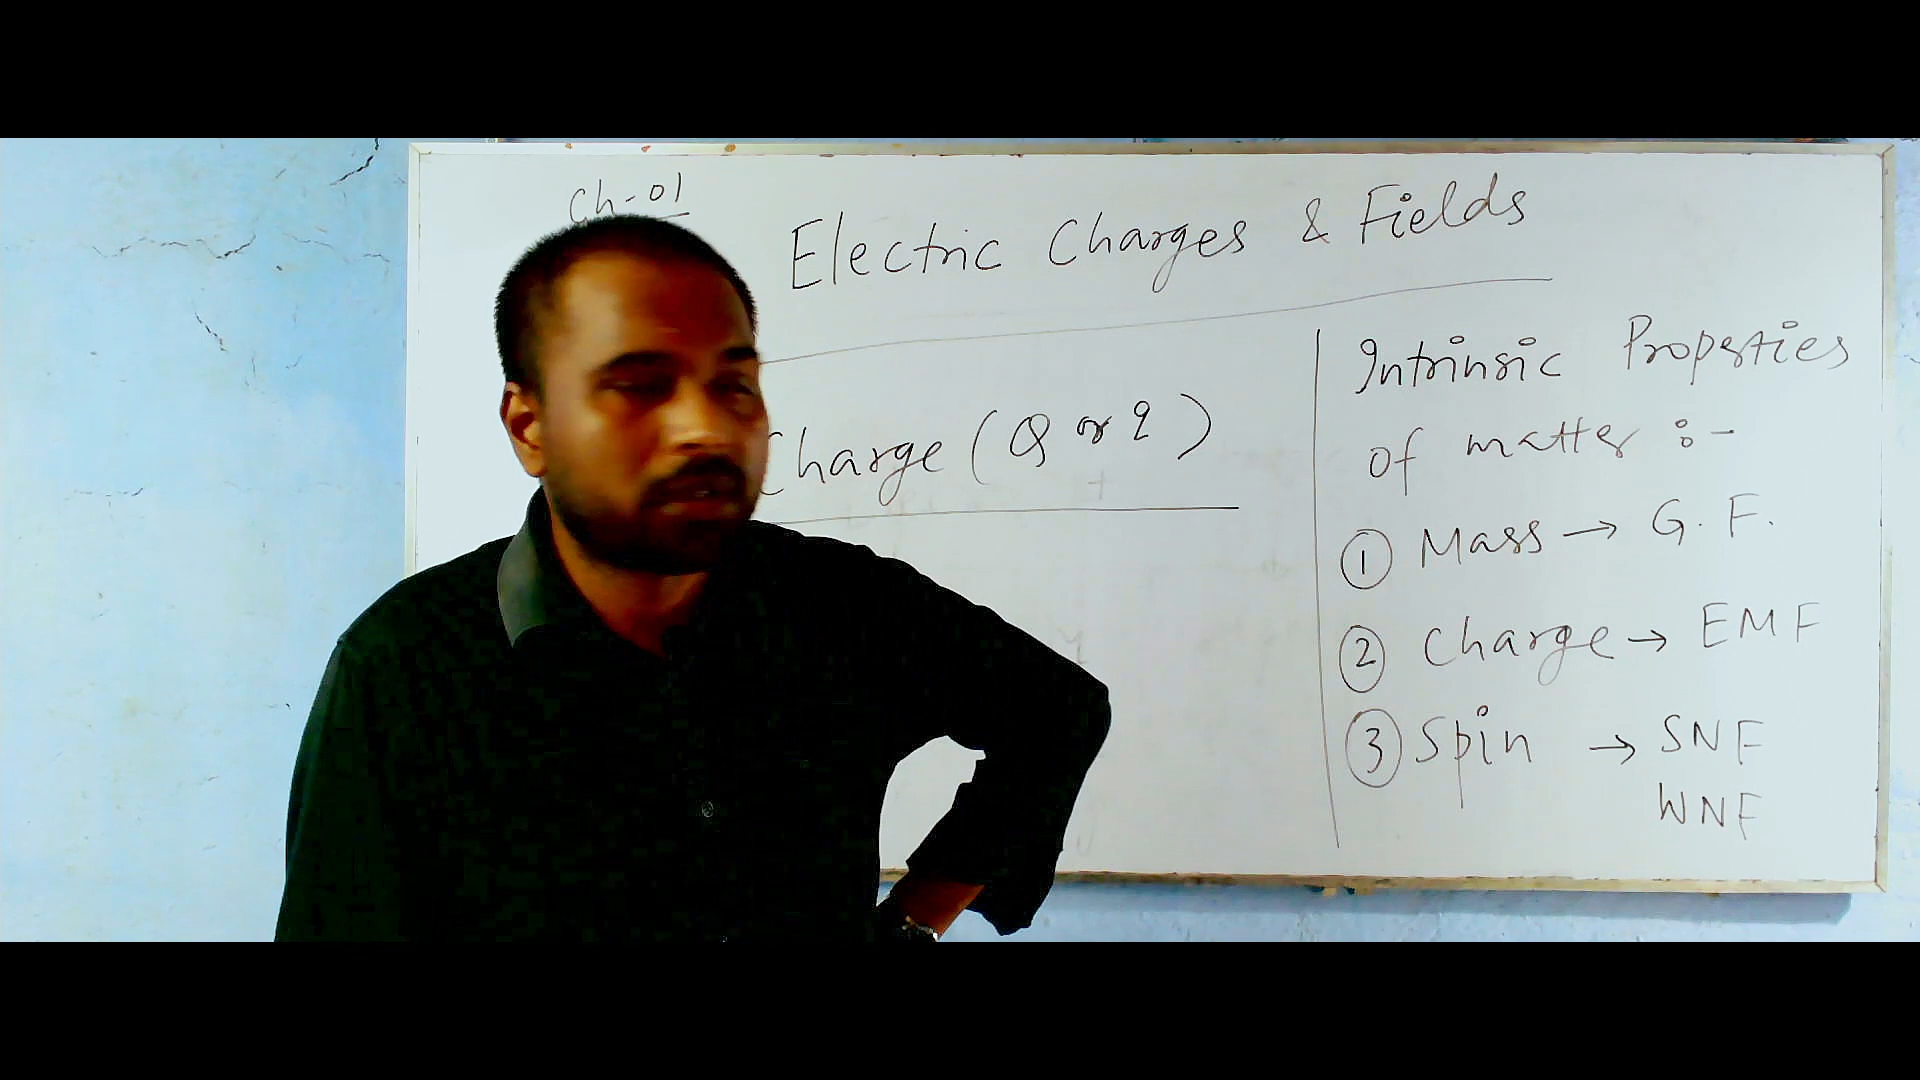 Ch-01
Electric Charges & Fields
Charge (Q or q)
Intrinsic Properties
of matter :-
① Mass → G.F.
② Charge → EMF
③ Spin → SNF
WNF